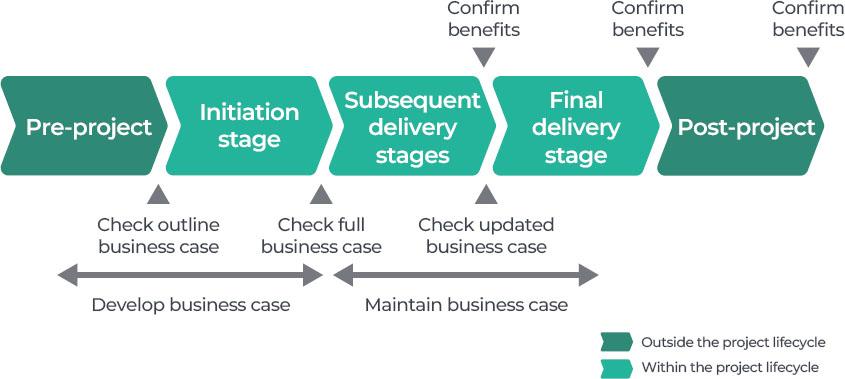 Confirm
benefits
Confirm
benefits
Confirm
benefits
Pre-project
Initiation
stage
Subsequent
delivery
stages
Final
delivery
stage
Post-project
Check outline
business case
Check full
business case
Check updated
business case
Develop business case
Maintain business case
Outside the project lifecycle
Within the project lifecycle